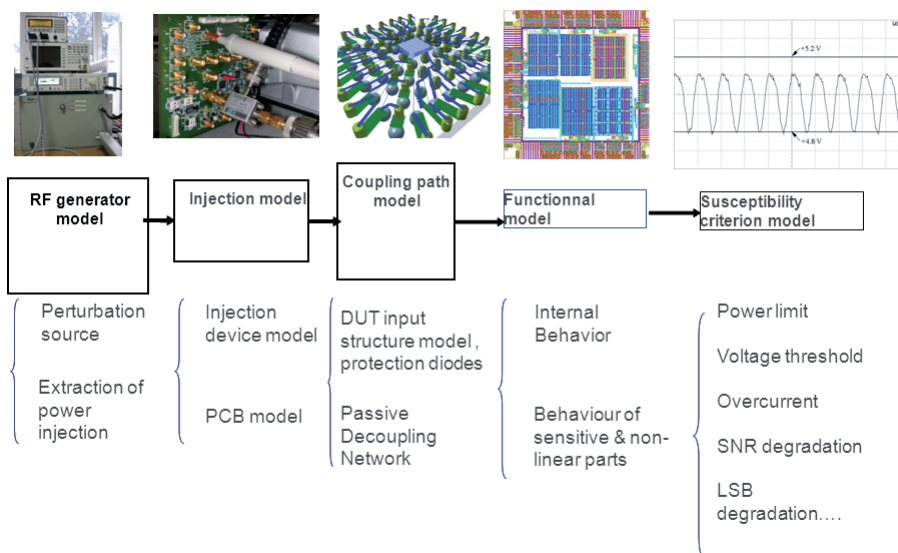 +5.2 V
+4.8 V
RF generator
model
Injection model
Coupling path
model
Functionnal
model
Susceptibility
criterion model
Perturbation
source
Extraction of
power
injection
Injection
device model
PCB model
DUT input
structure model ,
protection diodes
Passive
Decoupling
Network
Internal
Behavior
Behaviour of
sensitive & non-
linear parts
Power limit
Voltage threshold
Overcurrent
SNR degradation
LSB
degradation….